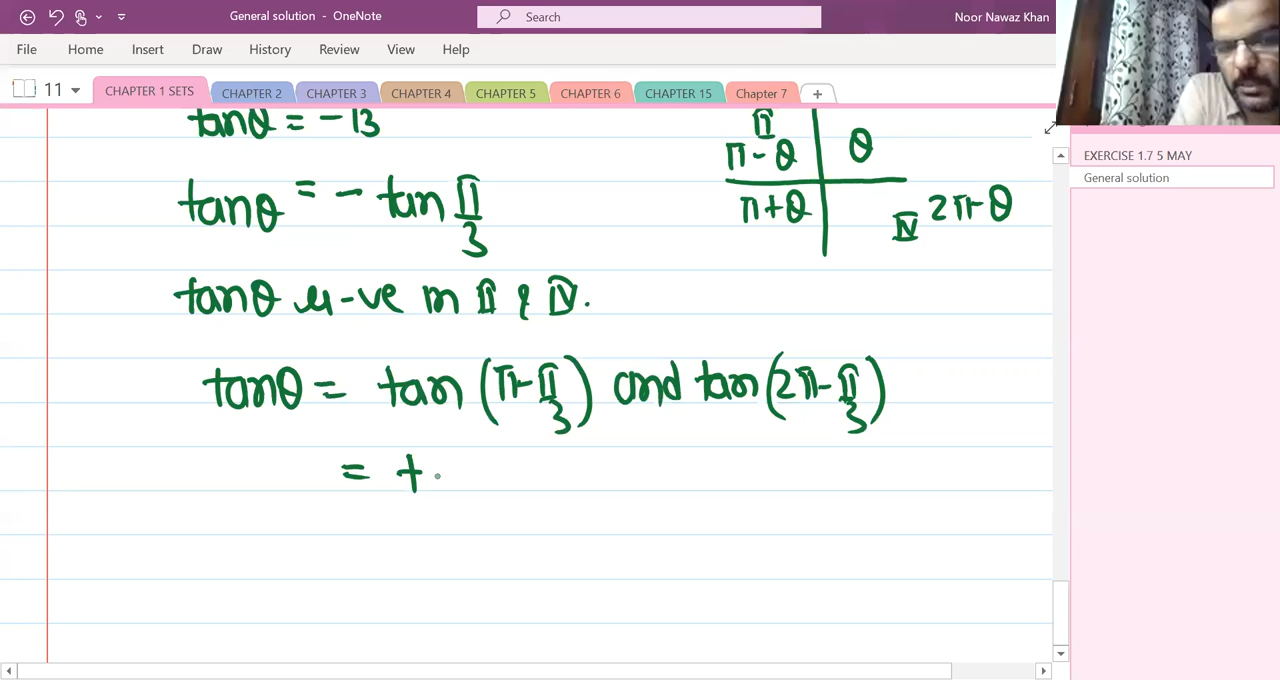 General solution - OneNote
Search
Noor Nawaz Khan
File Home Insert Draw History Review View Help
11
CHAPTER 1 SETS
CHAPTER 2
CHAPTER 3
CHAPTER 4
CHAPTER 5
CHAPTER 6
CHAPTER 15
Chapter 7
+
EXERCISE 1.7 5 MAY
General solution
tanθ = -√3
tanθ = - tan π/3
II
π - θ
θ
π + θ
IV 2π - θ
tanθ is -ve in II & IV.
tanθ = tan (π - π/3) and tan (2π - π/3)
= t